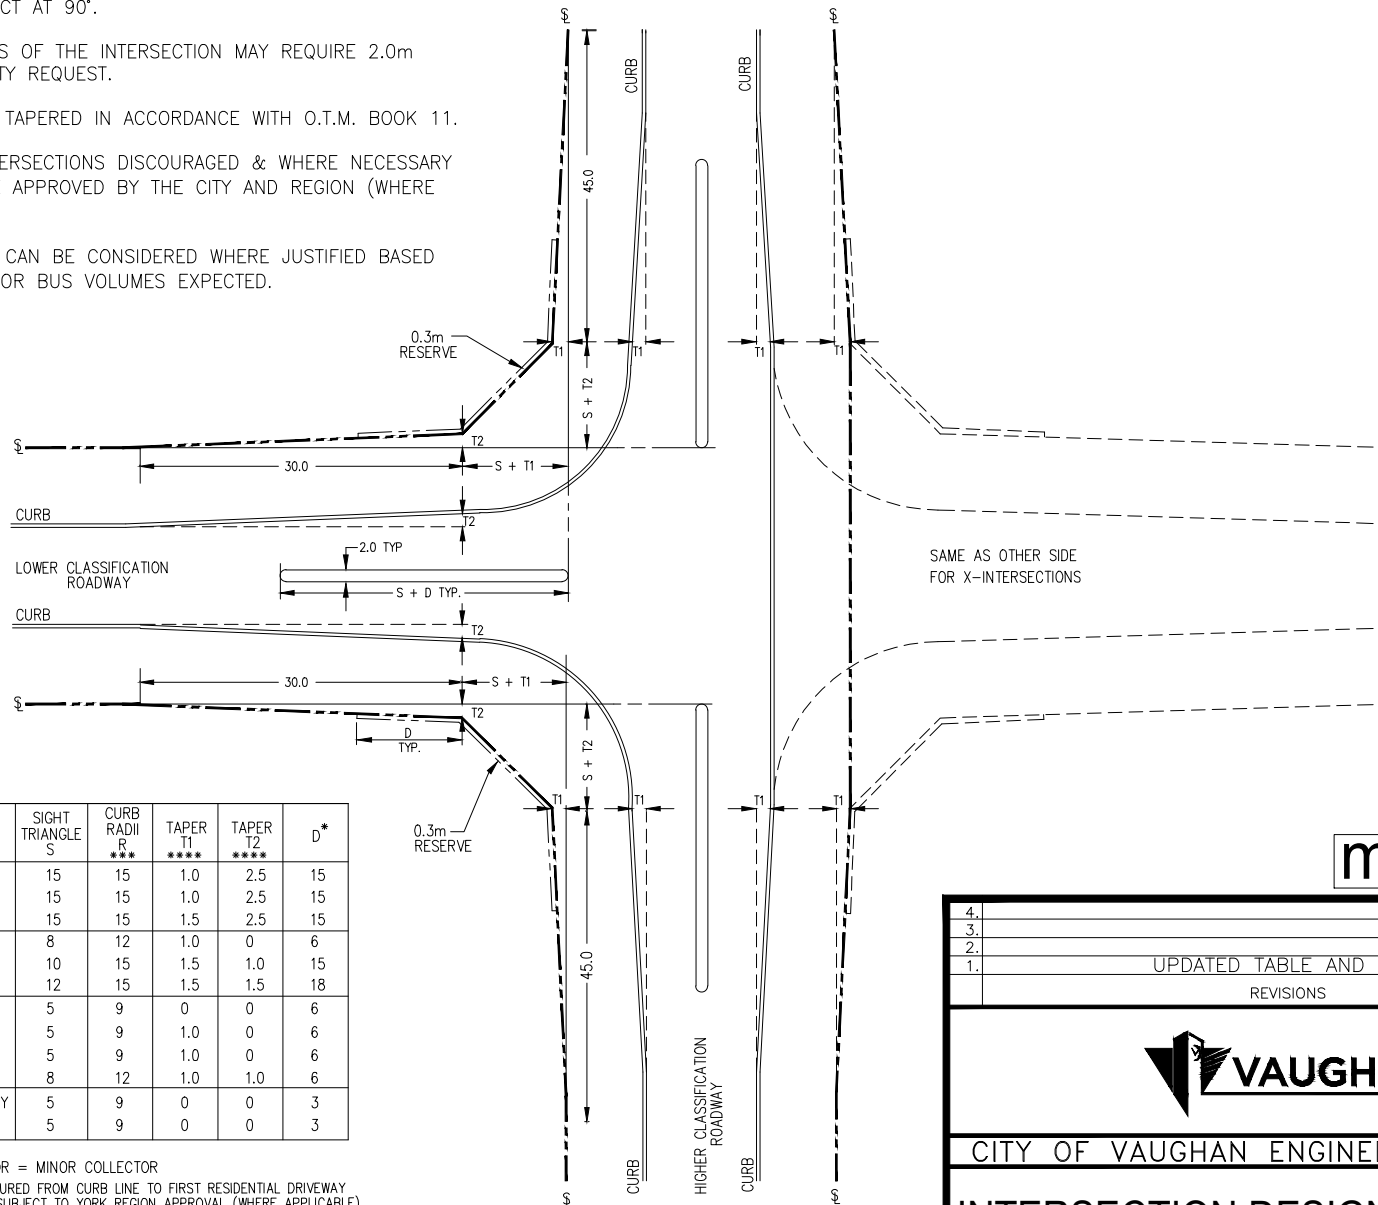 CT AT 90°.
S OF THE INTERSECTION MAY REQUIRE 2.0m
TY REQUEST.
TAPERED IN ACCORDANCE WITH O.T.M. BOOK 11.
ERSECTIONS DISCOURAGED & WHERE NECESSARY
APPROVED BY THE CITY AND REGION (WHERE
CAN BE CONSIDERED WHERE JUSTIFIED BASED
OR BUS VOLUMES EXPECTED.
CURB
CURB
45.0
0.3m
RESERVE
T1
T1
T1
T1
S + T2
T2
30.0
S + T1
CURB
T2
2.0 TYP
LOWER CLASSIFICATION
ROADWAY
S + D TYP.
SAME AS OTHER SIDE
FOR X-INTERSECTIONS
CURB
T2
30.0
S + T1
T2
D
TYP.
S + T2
T1
T1
T1
T1
0.3m
RESERVE
45.0
HIGHER CLASSIFICATION
ROADWAY
CURB
CURB
SIGHT TRIANGLE S CURB RADII R *** TAPER T1 **** TAPER T2 **** D*
15 15 1.0 2.5 15
15 15 1.0 2.5 15
15 15 1.5 2.5 15
8 12 1.0 0 6
10 15 1.5 1.0 15
12 15 1.5 1.5 18
5 9 0 0 6
5 9 1.0 0 6
5 9 1.0 0 6
8 12 1.0 1.0 6
Y 5 9 0 0 3
5 9 0 0 3
OR = MINOR COLLECTOR
URED FROM CURB LINE TO FIRST RESIDENTIAL DRIVEWAY
SUBJECT TO YORK REGION APPROVAL (WHERE APPLICABLE)
m
4.
3.
2.
1. UPDATED TABLE AND
REVISIONS
VAUGH
CITY OF VAUGHAN ENGINE
INTERSECTION DESIGN